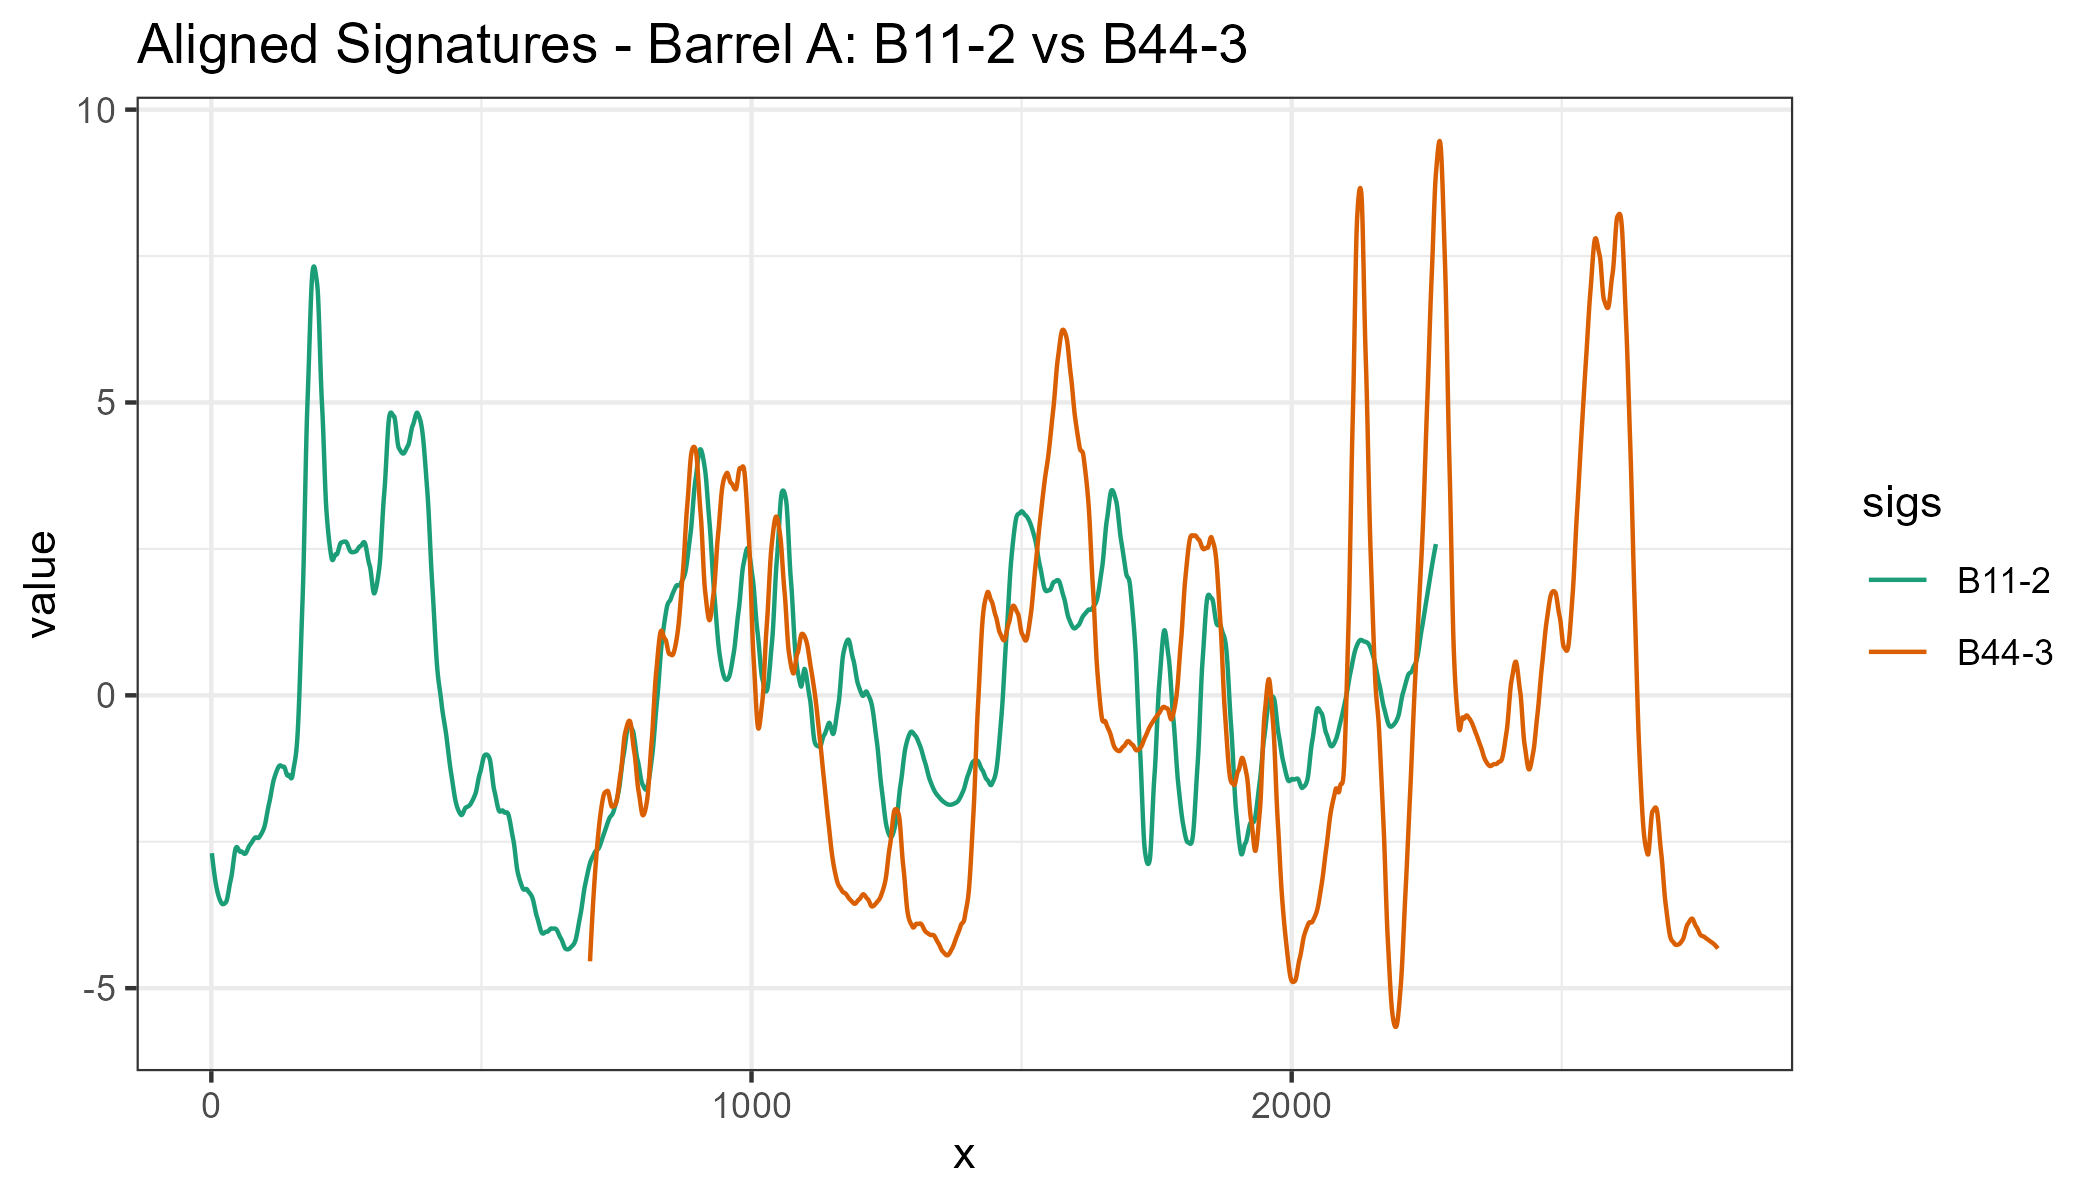 Aligned Signatures - Barrel A: B11-2 vs B44-3
10
5
0
-5
value
0
1000
2000
x
sigs
B11-2
B44-3